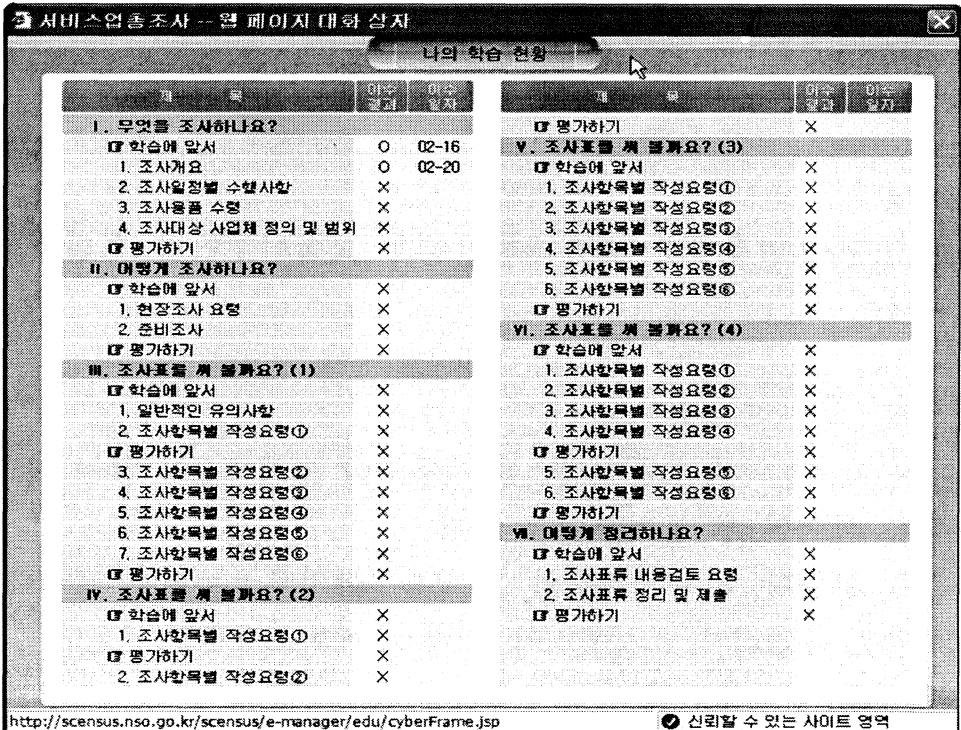 서비스업총조사 -- 웹 페이지 대화 상자
나의 학습 현황
제 목 이수결과 이수일자
I. 무엇을 조사하나요?
☞ 학습에 앞서 O 02-16
1. 조사개요 O 02-20
2. 조사일정별 수행사항 X
3. 조사용품 수령 X
4. 조사대상 사업체 정의 및 범위 X
☞ 평가하기 X
II. 어떻게 조사하나요?
☞ 학습에 앞서 X
1. 현장조사 요령 X
2. 준비조사 X
☞ 평가하기 X
III. 조사표를 써 볼까요? (1)
☞ 학습에 앞서 X
1. 일반적인 유의사항 X
2. 조사항목별 작성요령① X
☞ 평가하기 X
3. 조사항목별 작성요령② X
4. 조사항목별 작성요령③ X
5. 조사항목별 작성요령④ X
6. 조사항목별 작성요령⑤ X
7. 조사항목별 작성요령⑥ X
☞ 평가하기 X
IV. 조사표를 써 볼까요? (2)
☞ 학습에 앞서 X
1. 조사항목별 작성요령① X
☞ 평가하기 X
2. 조사항목별 작성요령② X
제 목 이수결과 이수일자
☞ 평가하기 X
V. 조사표를 써 볼까요? (3)
☞ 학습에 앞서 X
1. 조사항목별 작성요령① X
2. 조사항목별 작성요령② X
3. 조사항목별 작성요령③ X
4. 조사항목별 작성요령④ X
5. 조사항목별 작성요령⑤ X
6. 조사항목별 작성요령⑥ X
☞ 평가하기 X
VI. 조사표를 써 볼까요? (4)
☞ 학습에 앞서 X
1. 조사항목별 작성요령① X
2. 조사항목별 작성요령② X
3. 조사항목별 작성요령③ X
4. 조사항목별 작성요령④ X
☞ 평가하기 X
5. 조사항목별 작성요령⑤ X
6. 조사항목별 작성요령⑥ X
☞ 평가하기 X
VII. 어떻게 정리하나요?
☞ 학습에 앞서 X
1. 조사표류 내용검토 요령 X
2. 조사표류 정리 및 제출 X
☞ 평가하기 X
http://scensus.nso.go.kr/scensus/e-manager/edu/cyberFrame.jsp 신뢰할 수 있는 사이트 영역